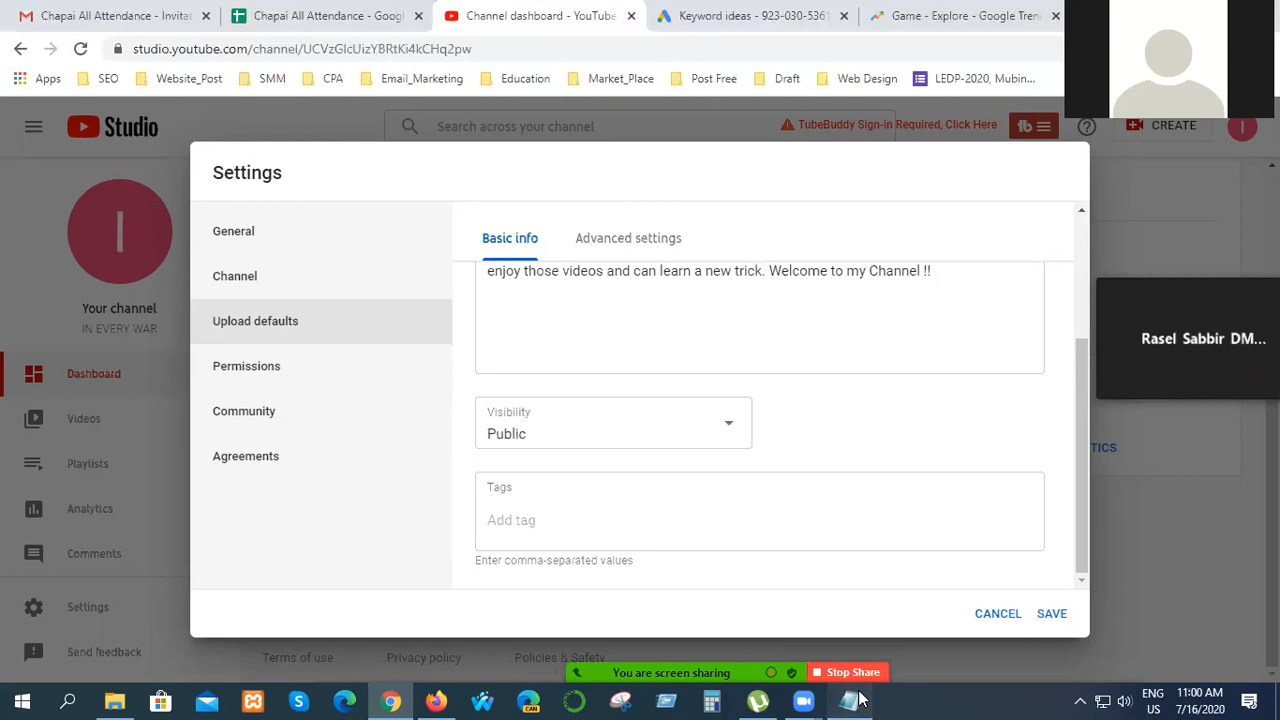 Chapai All Attendance - Invita
Chapai All Attendance - Googl
Channel dashboard - YouTube
Keyword ideas - 923-030-5361
Game - Explore - Google Tren
studio.youtube.com/channel/UCVzGlcUizYBRtKi4kCHq2pw
Apps
SEO
Website_Post
SMM
CPA
Email_Marketing
Education
Market_Place
Post Free
Draft
Web Design
LEDP-2020, Mubin...
Studio
Search across your channel
TubeBuddy Sign-in Required, Click Here
tb
CREATE
I
Settings
I
Your channel
IN EVERY WAR
Dashboard
Videos
Playlists
Analytics
Comments
Settings
Send feedback
General
Channel
Upload defaults
Permissions
Community
Agreements
Basic info
Advanced settings
enjoy those videos and can learn a new trick. Welcome to my Channel !!
Visibility
Public
Tags
Add tag
Enter comma-separated values
CANCEL
SAVE
Rasel Sabbir DM...
TICS
Terms of use
Privacy policy
Policies & Safety
You are screen sharing
Stop Share
CAN
ENG
US
11:00 AM
7/16/2020